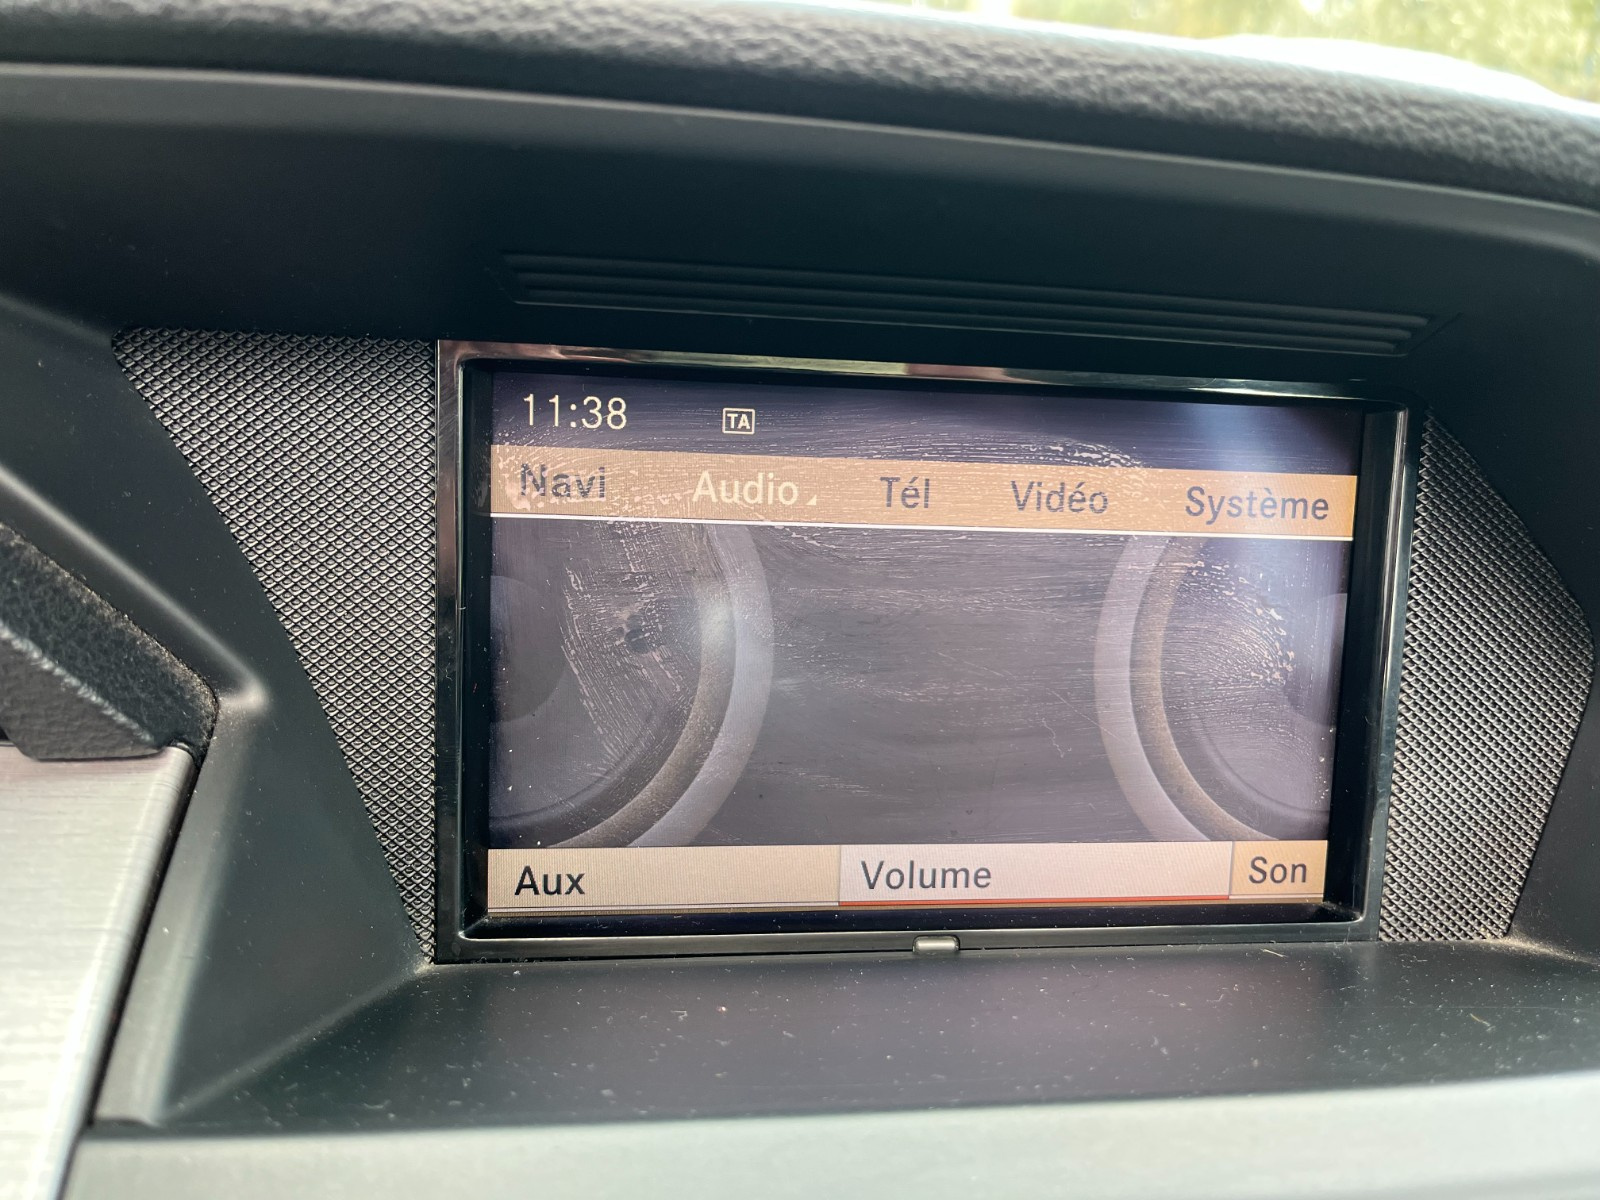 11:38 TA
Navi Audio Tél Vidéo Système
Aux Volume Son